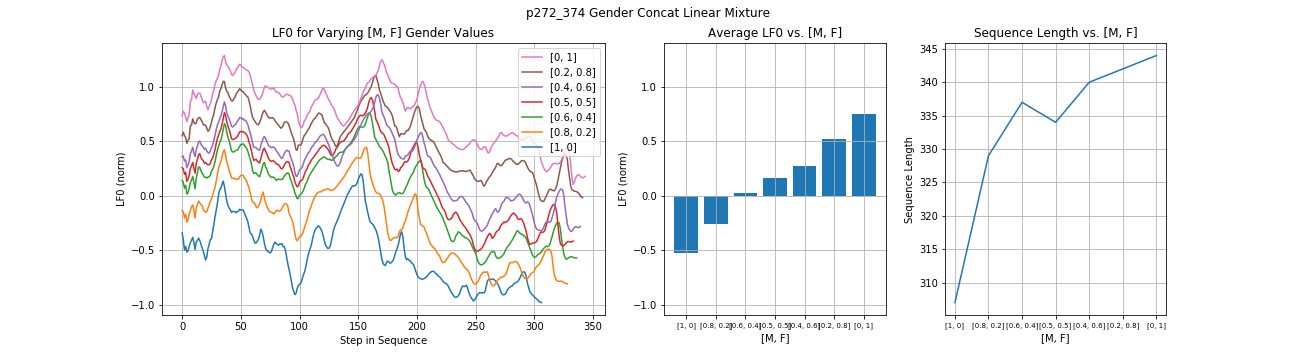 p272_374 Gender Concat Linear Mixture
LF0 for Varying [M, F] Gender Values
LF0 (norm)
1.0
0.5
0.0
−0.5
−1.0
0 50 100 150 200 250 300 350
Step in Sequence
[0, 1]
[0.2, 0.8]
[0.4, 0.6]
[0.5, 0.5]
[0.6, 0.4]
[0.8, 0.2]
[1, 0]
Average LF0 vs. [M, F]
LF0 (norm)
1.0
0.5
0.0
−0.5
−1.0
[1, 0] [0.8, 0.2] [0.6, 0.4] [0.5, 0.5] [0.4, 0.6] [0.2, 0.8] [0, 1]
[M, F]
Sequence Length vs. [M, F]
Sequence Length
345
340
335
330
325
320
315
310
[1, 0] [0.8, 0.2] [0.6, 0.4] [0.5, 0.5] [0.4, 0.6] [0.2, 0.8] [0, 1]
[M, F]